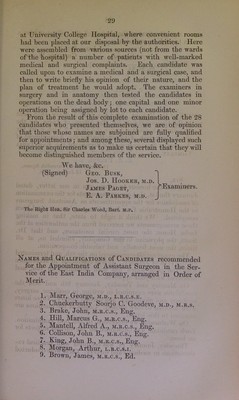 29
at University College Hospital, where convenient rooms
had been placed at our disposal by the authorities. Here
were assembled from various sources (not from the wards
of the hospital) a number of patients with well-marked
medical and surgical complaints. Each candidate was
called upon to examine a medical and a surgical case, and
then to write briefly his opinion of their nature, and the
plan of treatment he would adopt. The examiners in
surgery and in anatomy then tested the candidates in
operations on the dead body; one capital and one minor
operation being assigned by lot to each candidate.
From the result of this complete examination of the 28
candidates who presented themselves, we are of opinion
that those whose names are subjoined are fully qualified
for appointments; and among these, several displayed such
superior acquirements as to make us certain that they will
become distinguished members of the service.
We have, &c.
(Signed) GEO. BUSK,
JOS. D. HOOKER, M.D.
JAMES PAGET,
E. A. PARKES, M.D.
Examiners.
The Right Hon. Sir Charles Wood, Bart. M.P.
NAMES and QUALIFICATIONS of CANDIDATES recommended
for the Appointment of Assistant Surgeon in the Ser-
vice of the East India Company, arranged in Order of
Merit.
1. Marr, George, M.D., L.R.C.S.E.
2. Chuckerbutty Soorjo C. Goodeve, M.D., M.R.S.
3. Brake, John, M.R.C.S., Eng.
4. Hill, Marcus G., M.R.C.S., Eng.
5. Mantell, Alfred A., M.R.C.S., Eng.
6. Collison, John B., M.R.C.S., Eng.
7. King, John B., M.R.C.S., Eng.
8. Morgan, Arthur, L.R.C.S.I.
9. Brown, James, M.R.C.S., Ed.